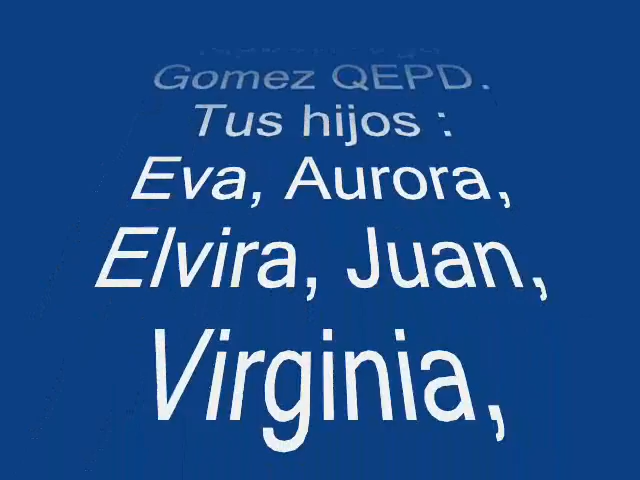 Gomez QEPD.
Tus hijos :
Eva, Aurora,
Elvira, Juan,
Virginia,